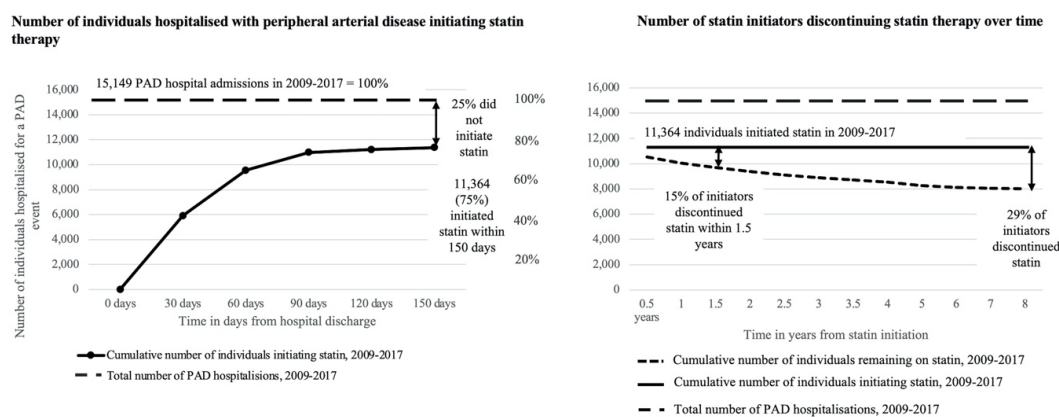 Number of individuals hospitalised with peripheral arterial disease initiating statin
therapy
Number of individuals hospitalised for a PAD
event
16,000
14,000
12,000
10,000
8,000
6,000
4,000
2,000
0
15,149 PAD hospital admissions in 2009-2017 = 100%
25% did
not
initiate
statin
11,364
(75%)
initiated
statin within
150 days
100%
80%
60%
40%
20%
0 days
30 days
60 days
90 days
120 days
150 days
Time in days from hospital discharge
Cumulative number of individuals initiating statin, 2009-2017
Total number of PAD hospitalisions, 2009-2017
Number of statin initiators discontinuing statin therapy over time
16,000
14,000
12,000
10,000
8,000
6,000
4,000
2,000
0
11,364 individuals initiated statin in 2009-2017
15% of initiators
discontinued
statin within 1.5
years
29% of
initiators
discontinued
statin
0.5
years
1
1.5
2
2.5
3
3.5
4
5
6
7
8
Time in years from statin initiation
Cumulative number of individuals remaining on statin, 2009-2017
Cumulative number of individuals initiating statin, 2009-2017
Total number of PAD hospitalisations, 2009-2017